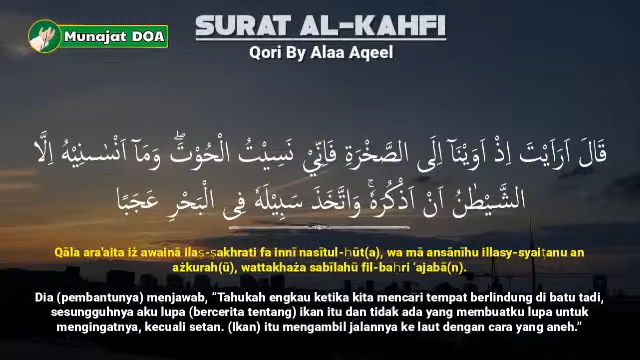 Munajat DOA
SURAT AL-KAHFI
Qori By Alaa Aqeel
قَالَ اَرَاَيْتَ اِذْ اَوَيْنَآ اِلَى الصَّخْرَةِ فَاِنِّيْ نَسِيْتُ الْحُوْتَۖ وَمَآ اَنْسٰىنِيْهُ اِلَّا
الشَّيْطٰنُ اَنْ اَذْكُرَهٗۚ وَاتَّخَذَ سَبِيْلَهٗ فِى الْبَحْرِ عَجَبًا
Qāla ara'aita iż awainā ilaṣ-ṣakhrati fa innī nasītul-ḥūt(a), wa mā ansānīhu illasy-syaiṭanu an
ażkurah(ū), wattakhaża sabīlahū fil-baḥri ‘ajabā(n).
Dia (pembantunya) menjawab, “Tahukah engkau ketika kita mencari tempat berlindung di batu tadi,
sesungguhnya aku lupa (bercerita tentang) ikan itu dan tidak ada yang membuatku lupa untuk
mengingatnya, kecuali setan. (Ikan) itu mengambil jalannya ke laut dengan cara yang aneh.”